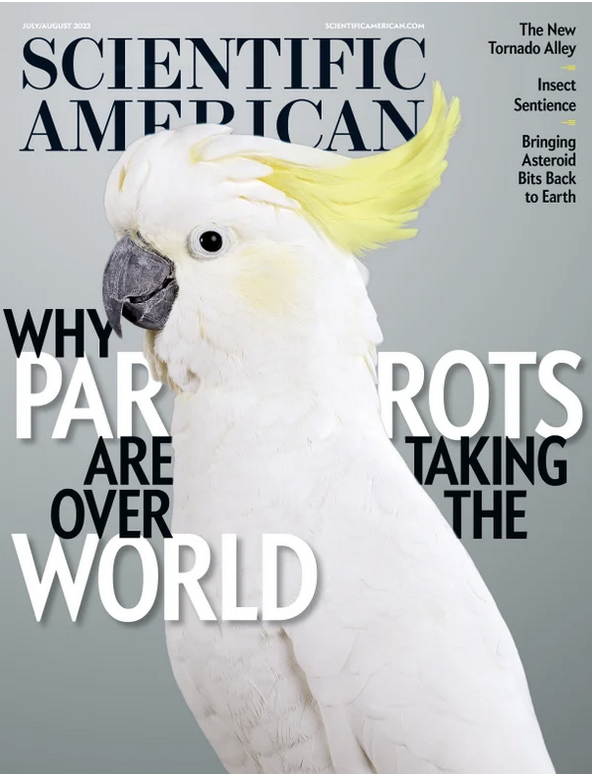 JULY/AUGUST 2023
SCIENTIFICAMERICAN.COM
SCIENTIFIC
AMERICAN
The New
Tornado Alley
Insect
Sentience
Bringing
Asteroid
Bits Back
to Earth
WHY
PARROTS
ARE TAKING
OVER THE
WORLD